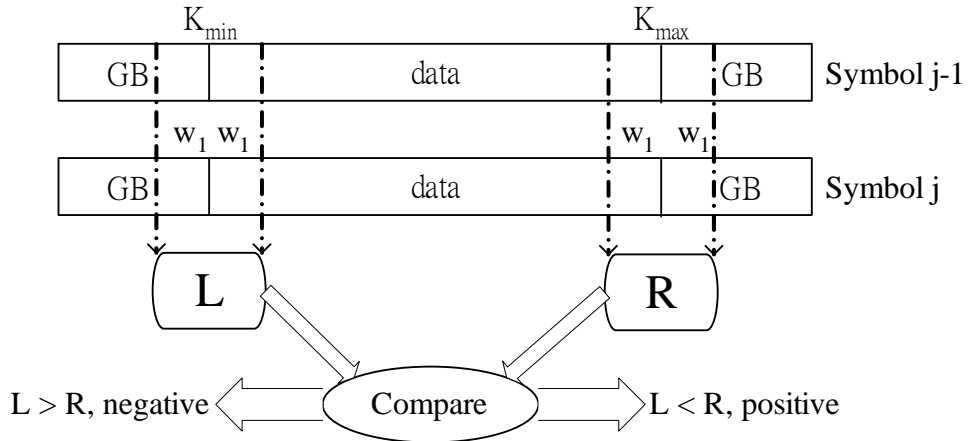 K_min K_max
GB data GB Symbol j-1
w_1 w_1 w_1 w_1
GB data GB Symbol j
L R
L > R, negative Compare L < R, positive